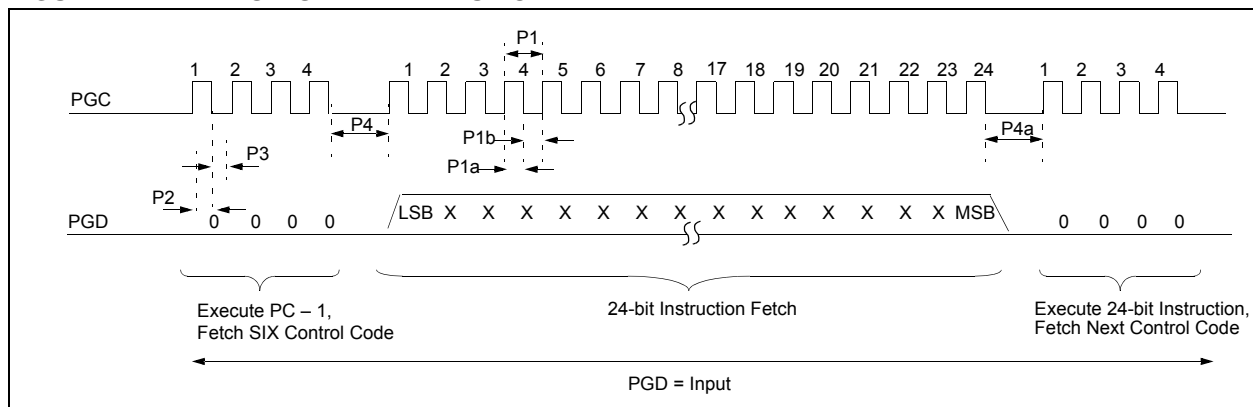 P1
1 2 3 4 1 2 3 4 5 6 7 8 17 18 19 20 21 22 23 24 1 2 3 4
PGC
P4 P4a
P1b
P3
P1a
P2
LSB X X X X X X X X X X X X X X MSB
PGD 0 0 0 0 0 0 0 0
Execute PC – 1,
Fetch SIX Control Code
24-bit Instruction Fetch
Execute 24-bit Instruction,
Fetch Next Control Code
PGD = Input